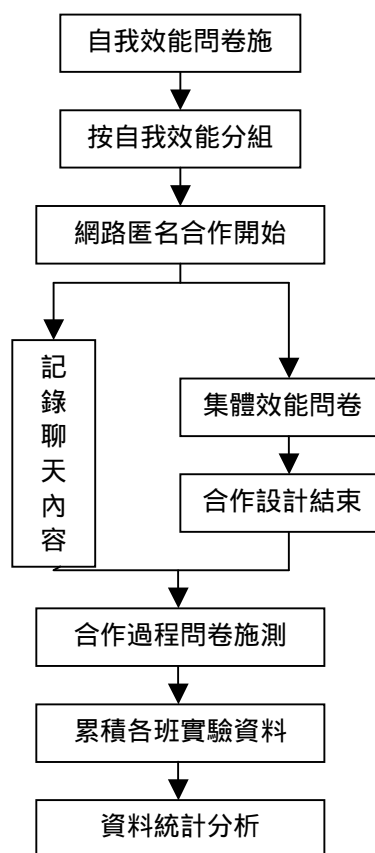 自我效能問卷施
按自我效能分組
網路匿名合作開始
記錄聊天內容
集體效能問卷
合作設計結束
合作過程問卷施測
累積各班實驗資料
資料統計分析